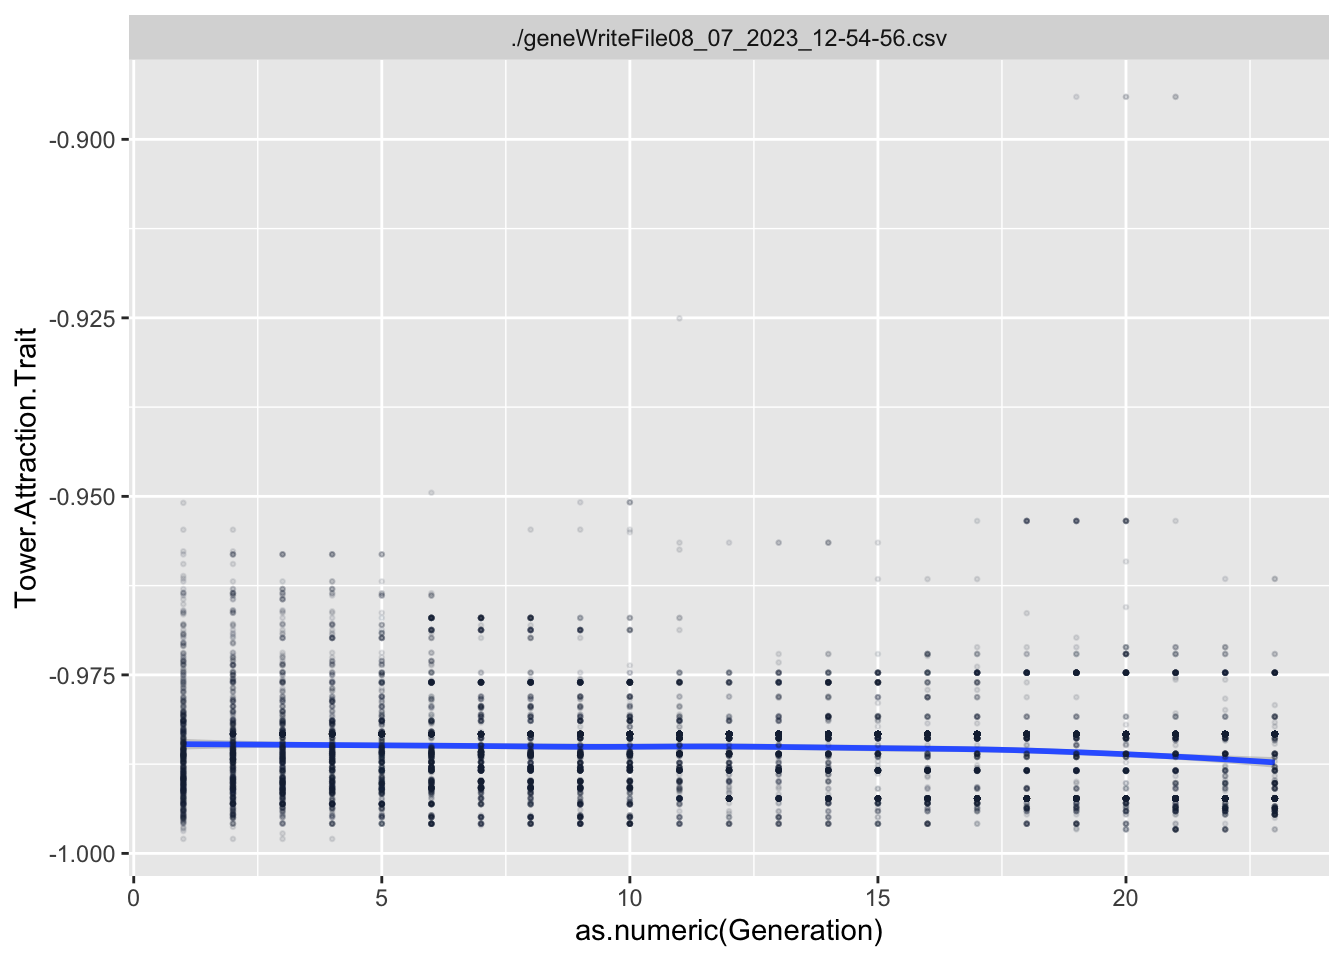 ./geneWriteFile08_07_2023_12-54-56.csv
Tower.Attraction.Trait
-0.900
-0.925
-0.950
-0.975
-1.000
0 5 10 15 20
as.numeric(Generation)